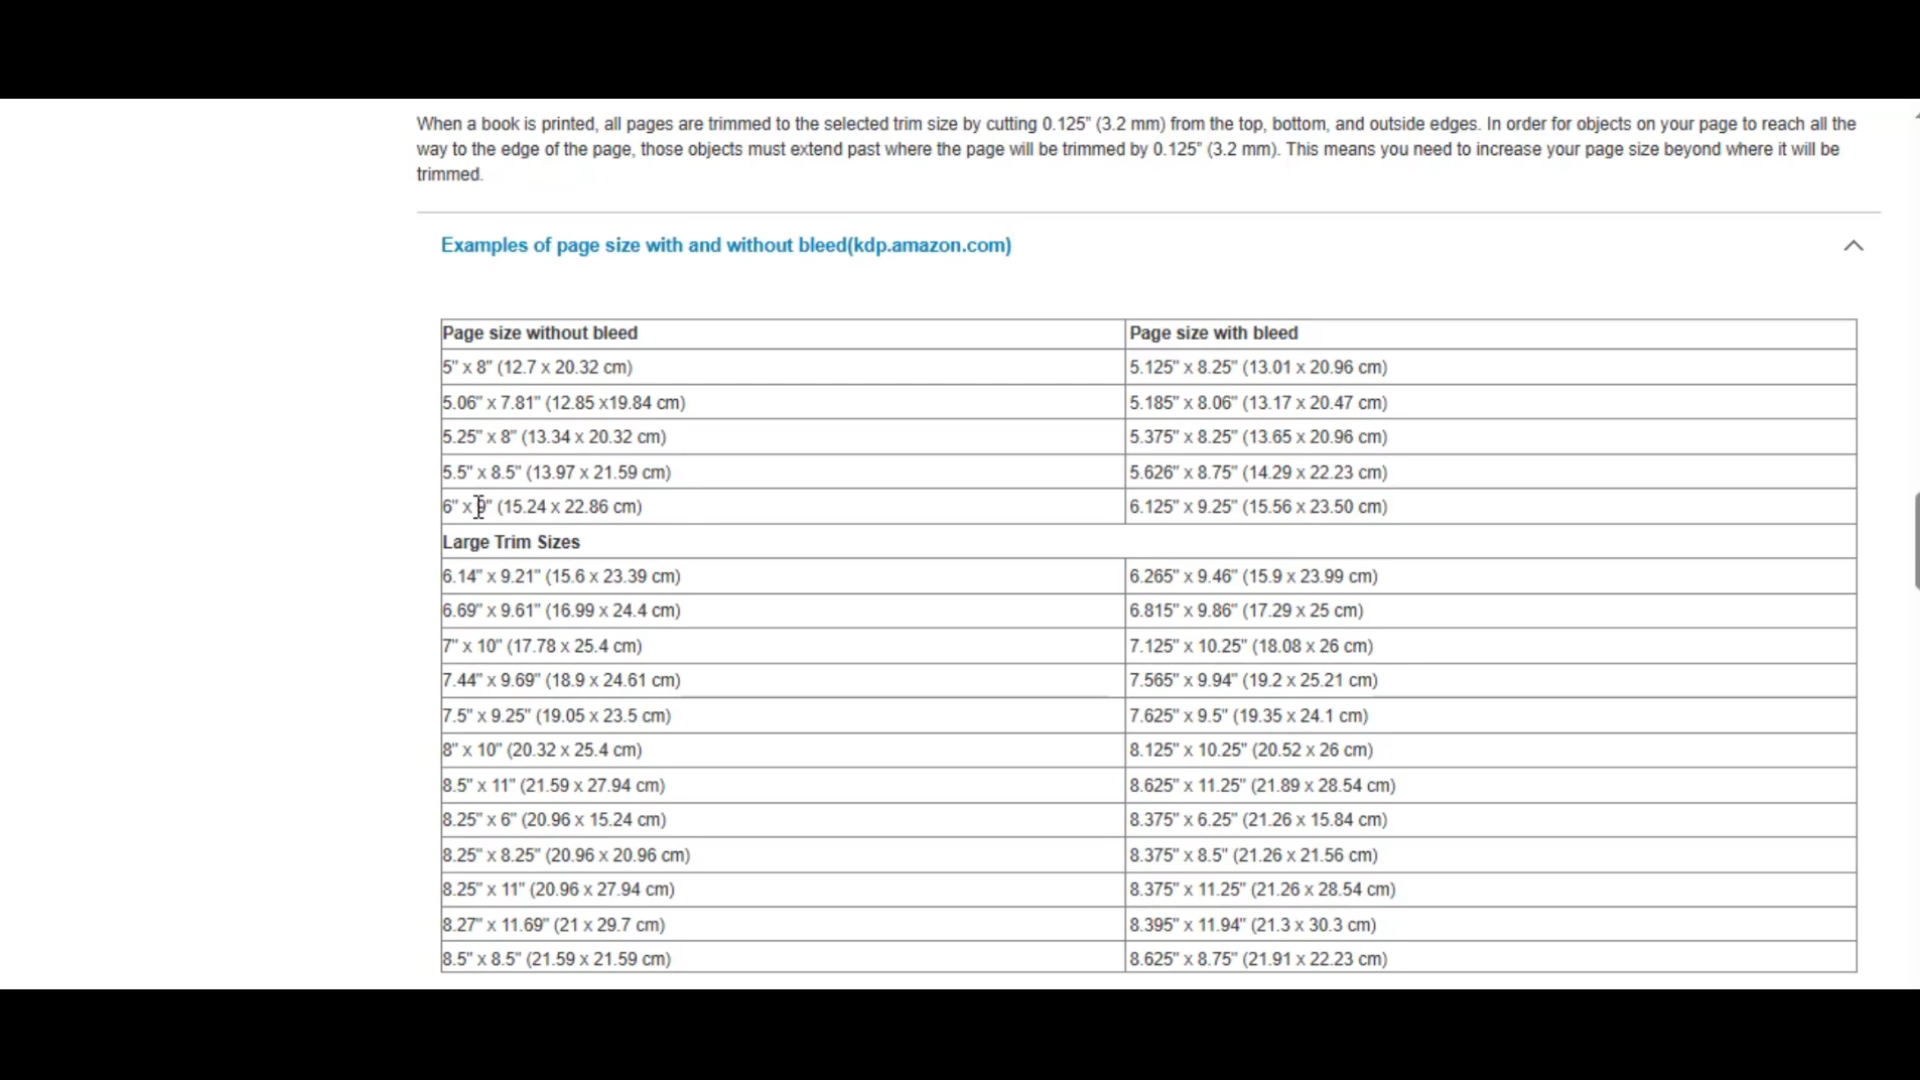 When a book is printed, all pages are trimmed to the selected trim size by cutting 0.125" (3.2 mm) from the top, bottom, and outside edges. In order for objects on your page to reach all the
way to the edge of the page, those objects must extend past where the page will be trimmed by 0.125" (3.2 mm). This means you need to increase your page size beyond where it will be
trimmed.
Examples of page size with and without bleed(kdp.amazon.com)
Page size without bleed Page size with bleed
5" x 8" (12.7 x 20.32 cm) 5.125" x 8.25" (13.01 x 20.96 cm)
5.06" x 7.81" (12.85 x19.84 cm) 5.185" x 8.06" (13.17 x 20.47 cm)
5.25" x 8" (13.34 x 20.32 cm) 5.375" x 8.25" (13.65 x 20.96 cm)
5.5" x 8.5" (13.97 x 21.59 cm) 5.626" x 8.75" (14.29 x 22.23 cm)
6" x 9" (15.24 x 22.86 cm) 6.125" x 9.25" (15.56 x 23.50 cm)
Large Trim Sizes
6.14" x 9.21" (15.6 x 23.39 cm) 6.265" x 9.46" (15.9 x 23.99 cm)
6.69" x 9.61" (16.99 x 24.4 cm) 6.815" x 9.86" (17.29 x 25 cm)
7" x 10" (17.78 x 25.4 cm) 7.125" x 10.25" (18.08 x 26 cm)
7.44" x 9.69" (18.9 x 24.61 cm) 7.565" x 9.94" (19.2 x 25.21 cm)
7.5" x 9.25" (19.05 x 23.5 cm) 7.625" x 9.5" (19.35 x 24.1 cm)
8" x 10" (20.32 x 25.4 cm) 8.125" x 10.25" (20.52 x 26 cm)
8.5" x 11" (21.59 x 27.94 cm) 8.625" x 11.25" (21.89 x 28.54 cm)
8.25" x 6" (20.96 x 15.24 cm) 8.375" x 6.25" (21.26 x 15.84 cm)
8.25" x 8.25" (20.96 x 20.96 cm) 8.375" x 8.5" (21.26 x 21.56 cm)
8.25" x 11" (20.96 x 27.94 cm) 8.375" x 11.25" (21.26 x 28.54 cm)
8.27" x 11.69" (21 x 29.7 cm) 8.395" x 11.94" (21.3 x 30.3 cm)
8.5" x 8.5" (21.59 x 21.59 cm) 8.625" x 8.75" (21.91 x 22.23 cm)